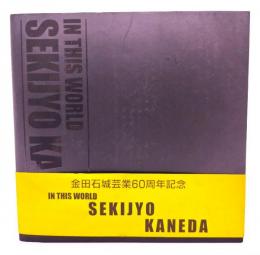 IN THIS WORLD
SEKIJYO KA
金田石城芸業60周年記念
IN THIS WORLD
SEKIJYO
KANEDA